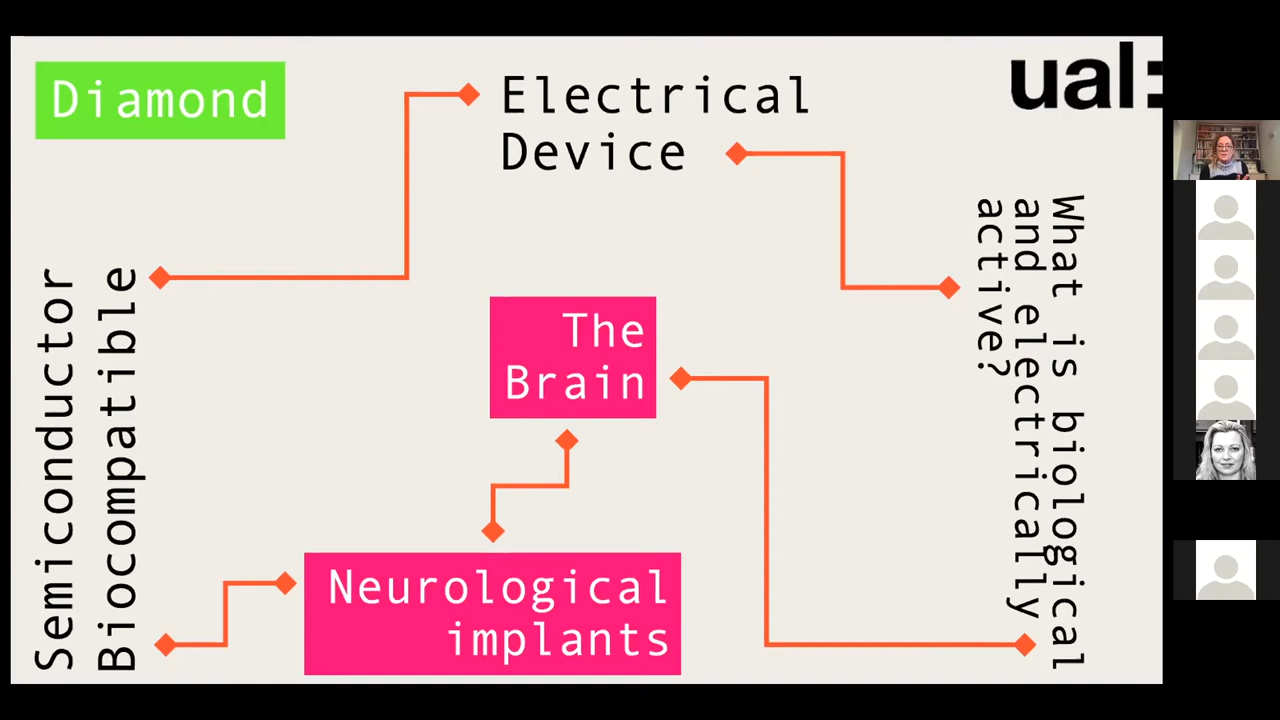 Diamond
Electrical
Device
ual:
Semiconductor
Biocompatible
What is biological
and electrically
active?
The
Brain
Neurological
implants